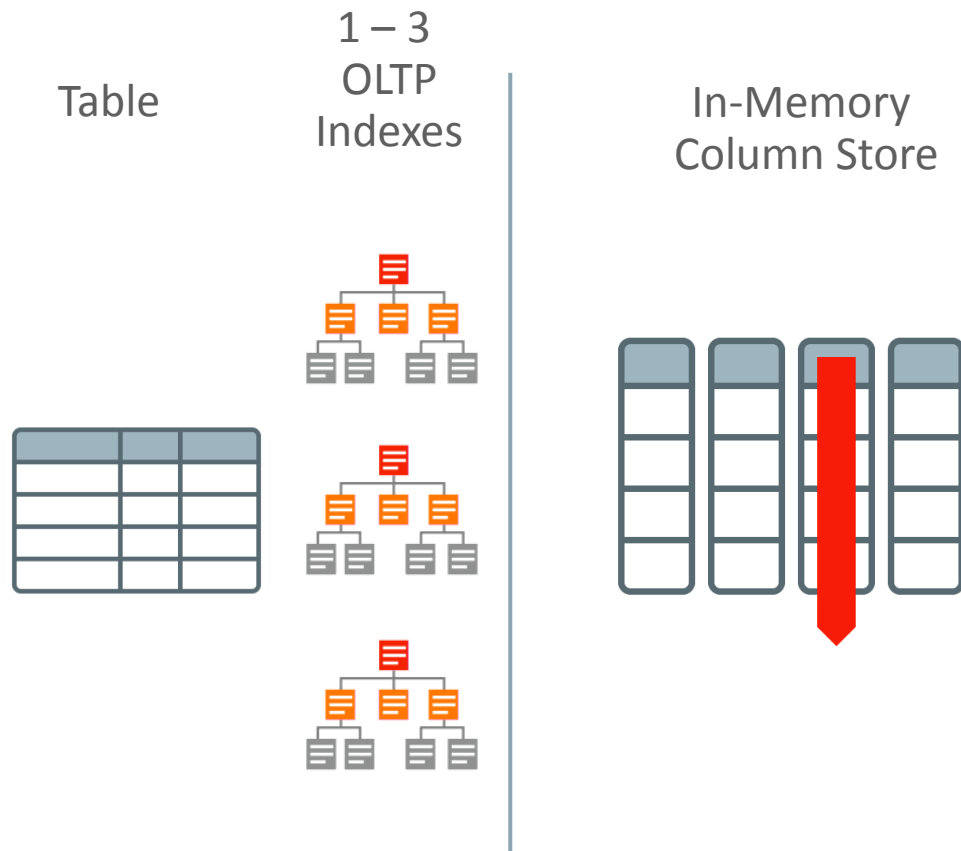 Table
1 – 3
OLTP
Indexes
In-Memory
Column Store